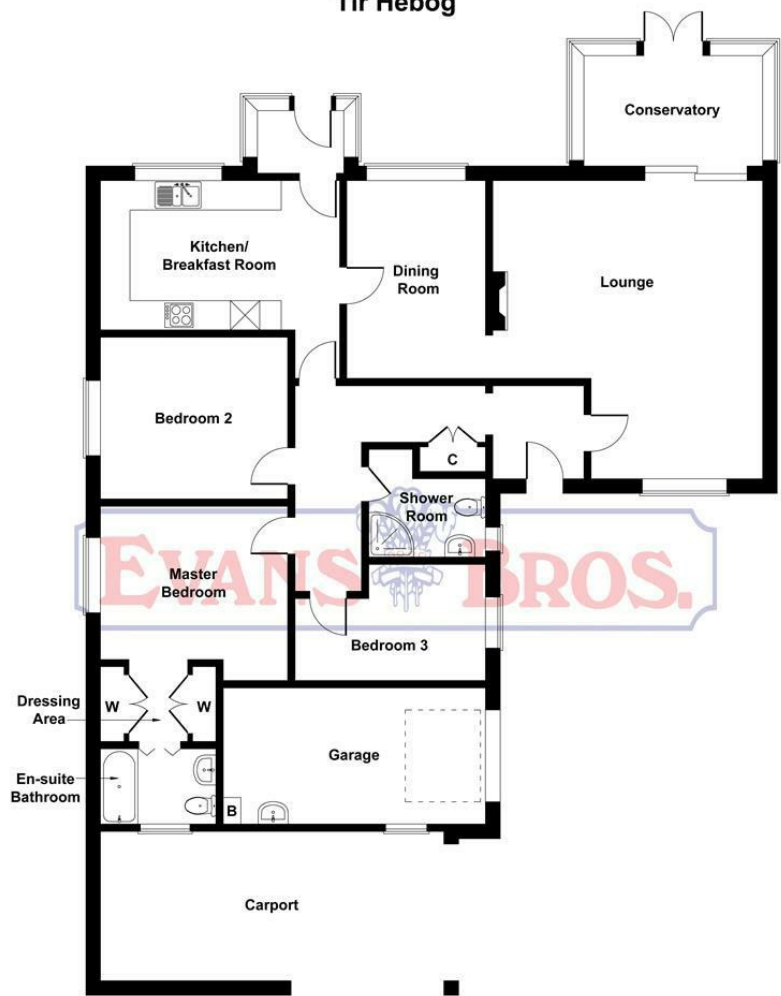 Tir Hebog
Conservatory
Kitchen/
Breakfast Room
Dining
Room
Lounge
Bedroom 2
C
Shower
Room
Master
Bedroom
EVANS BROS.
Bedroom 3
Dressing
Area
W
W
Garage
En-suite
Bathroom
B
Carport